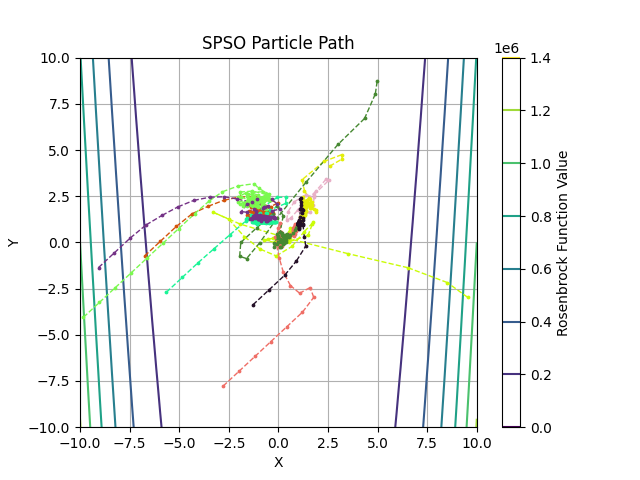 SPSO Particle Path
1e6
10.0
7.5
5.0
2.5
0.0
−2.5
−5.0
−7.5
−10.0
Y
−10.0 −7.5 −5.0 −2.5 0.0 2.5 5.0 7.5 10.0
X
1.4
1.2
1.0
0.8
0.6
0.4
0.2
0.0
Rosenbrock Function Value